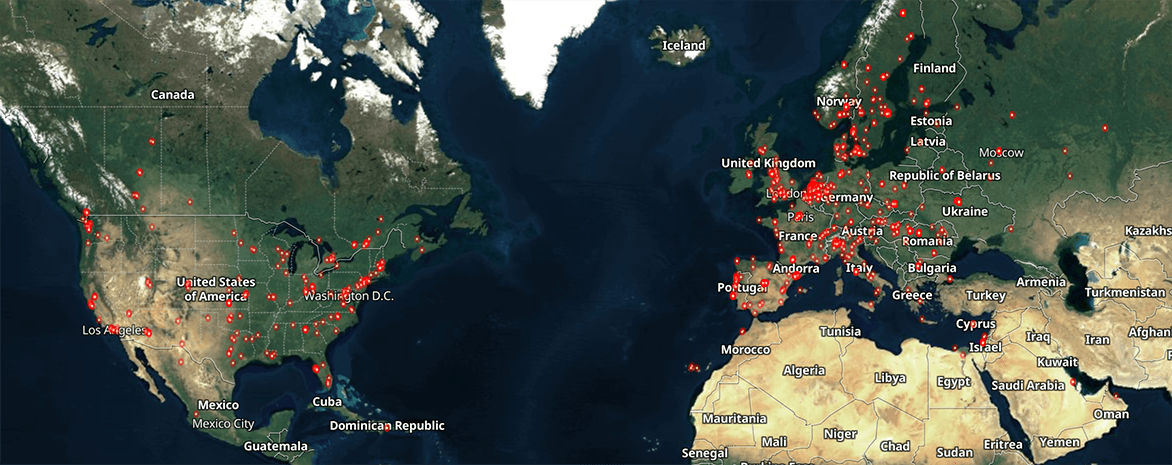 Iceland
Finland
Canada
Norway
Estonia
Latvia
Moscow
United Kingdom
Republic of Belarus
London
Germany
Paris
Ukraine
France
Austria
Romania
Kazakhs
Andorra
Italy
Bulgaria
United States
of America
Washington D.C.
Portugal
Greece
Turkey
Armenia
Turkmenistan
Los Angeles
Tunisia
Cyprus
Iraq
Iran
Afghan
Morocco
Israel
Kuwait
Algeria
Libya
Egypt
Saudi Arabia
Mexico
Cuba
Mexico City
Dominican Republic
Mauritania
Oman
Guatemala
Senegal
Mali
Niger
Chad
Sudan
Eritrea
Yemen